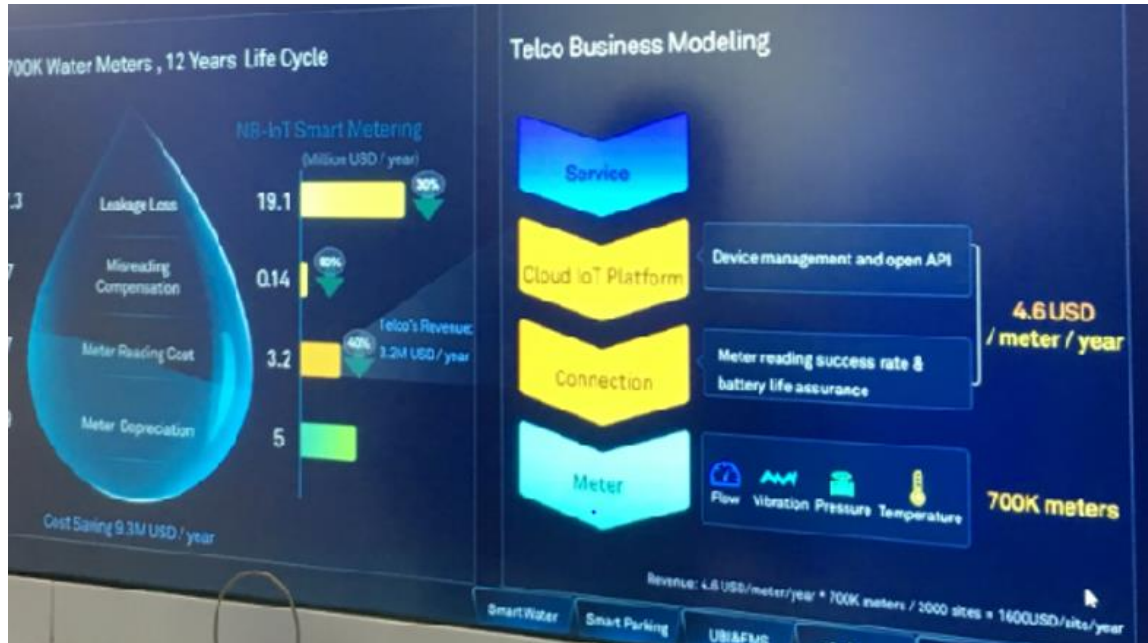 700K Water Meters , 12 Years Life Cycle
NB-IoT Smart Metering
(Million USD / year)
Leakage Loss
19.1
30%
Misreading
Compensation
0.14
Meter Reading Cost
3.2
40%
Telco's Revenue:
3.2M USD / year
Meter Depreciation
5
Cost Saving 9.3M USD / year
Telco Business Modeling
Service
Cloud IoT Platform
Device management and open API
Connection
Meter reading success rate &
battery life assurance
4.6 USD
/ meter / year
Meter
Flow
Vibration
Pressure
Temperature
700K meters
Revenue: 4.6 USD/meter/year * 700K meters / 2000 sites = 1600USD/site/year
Smart Water
Smart Parking